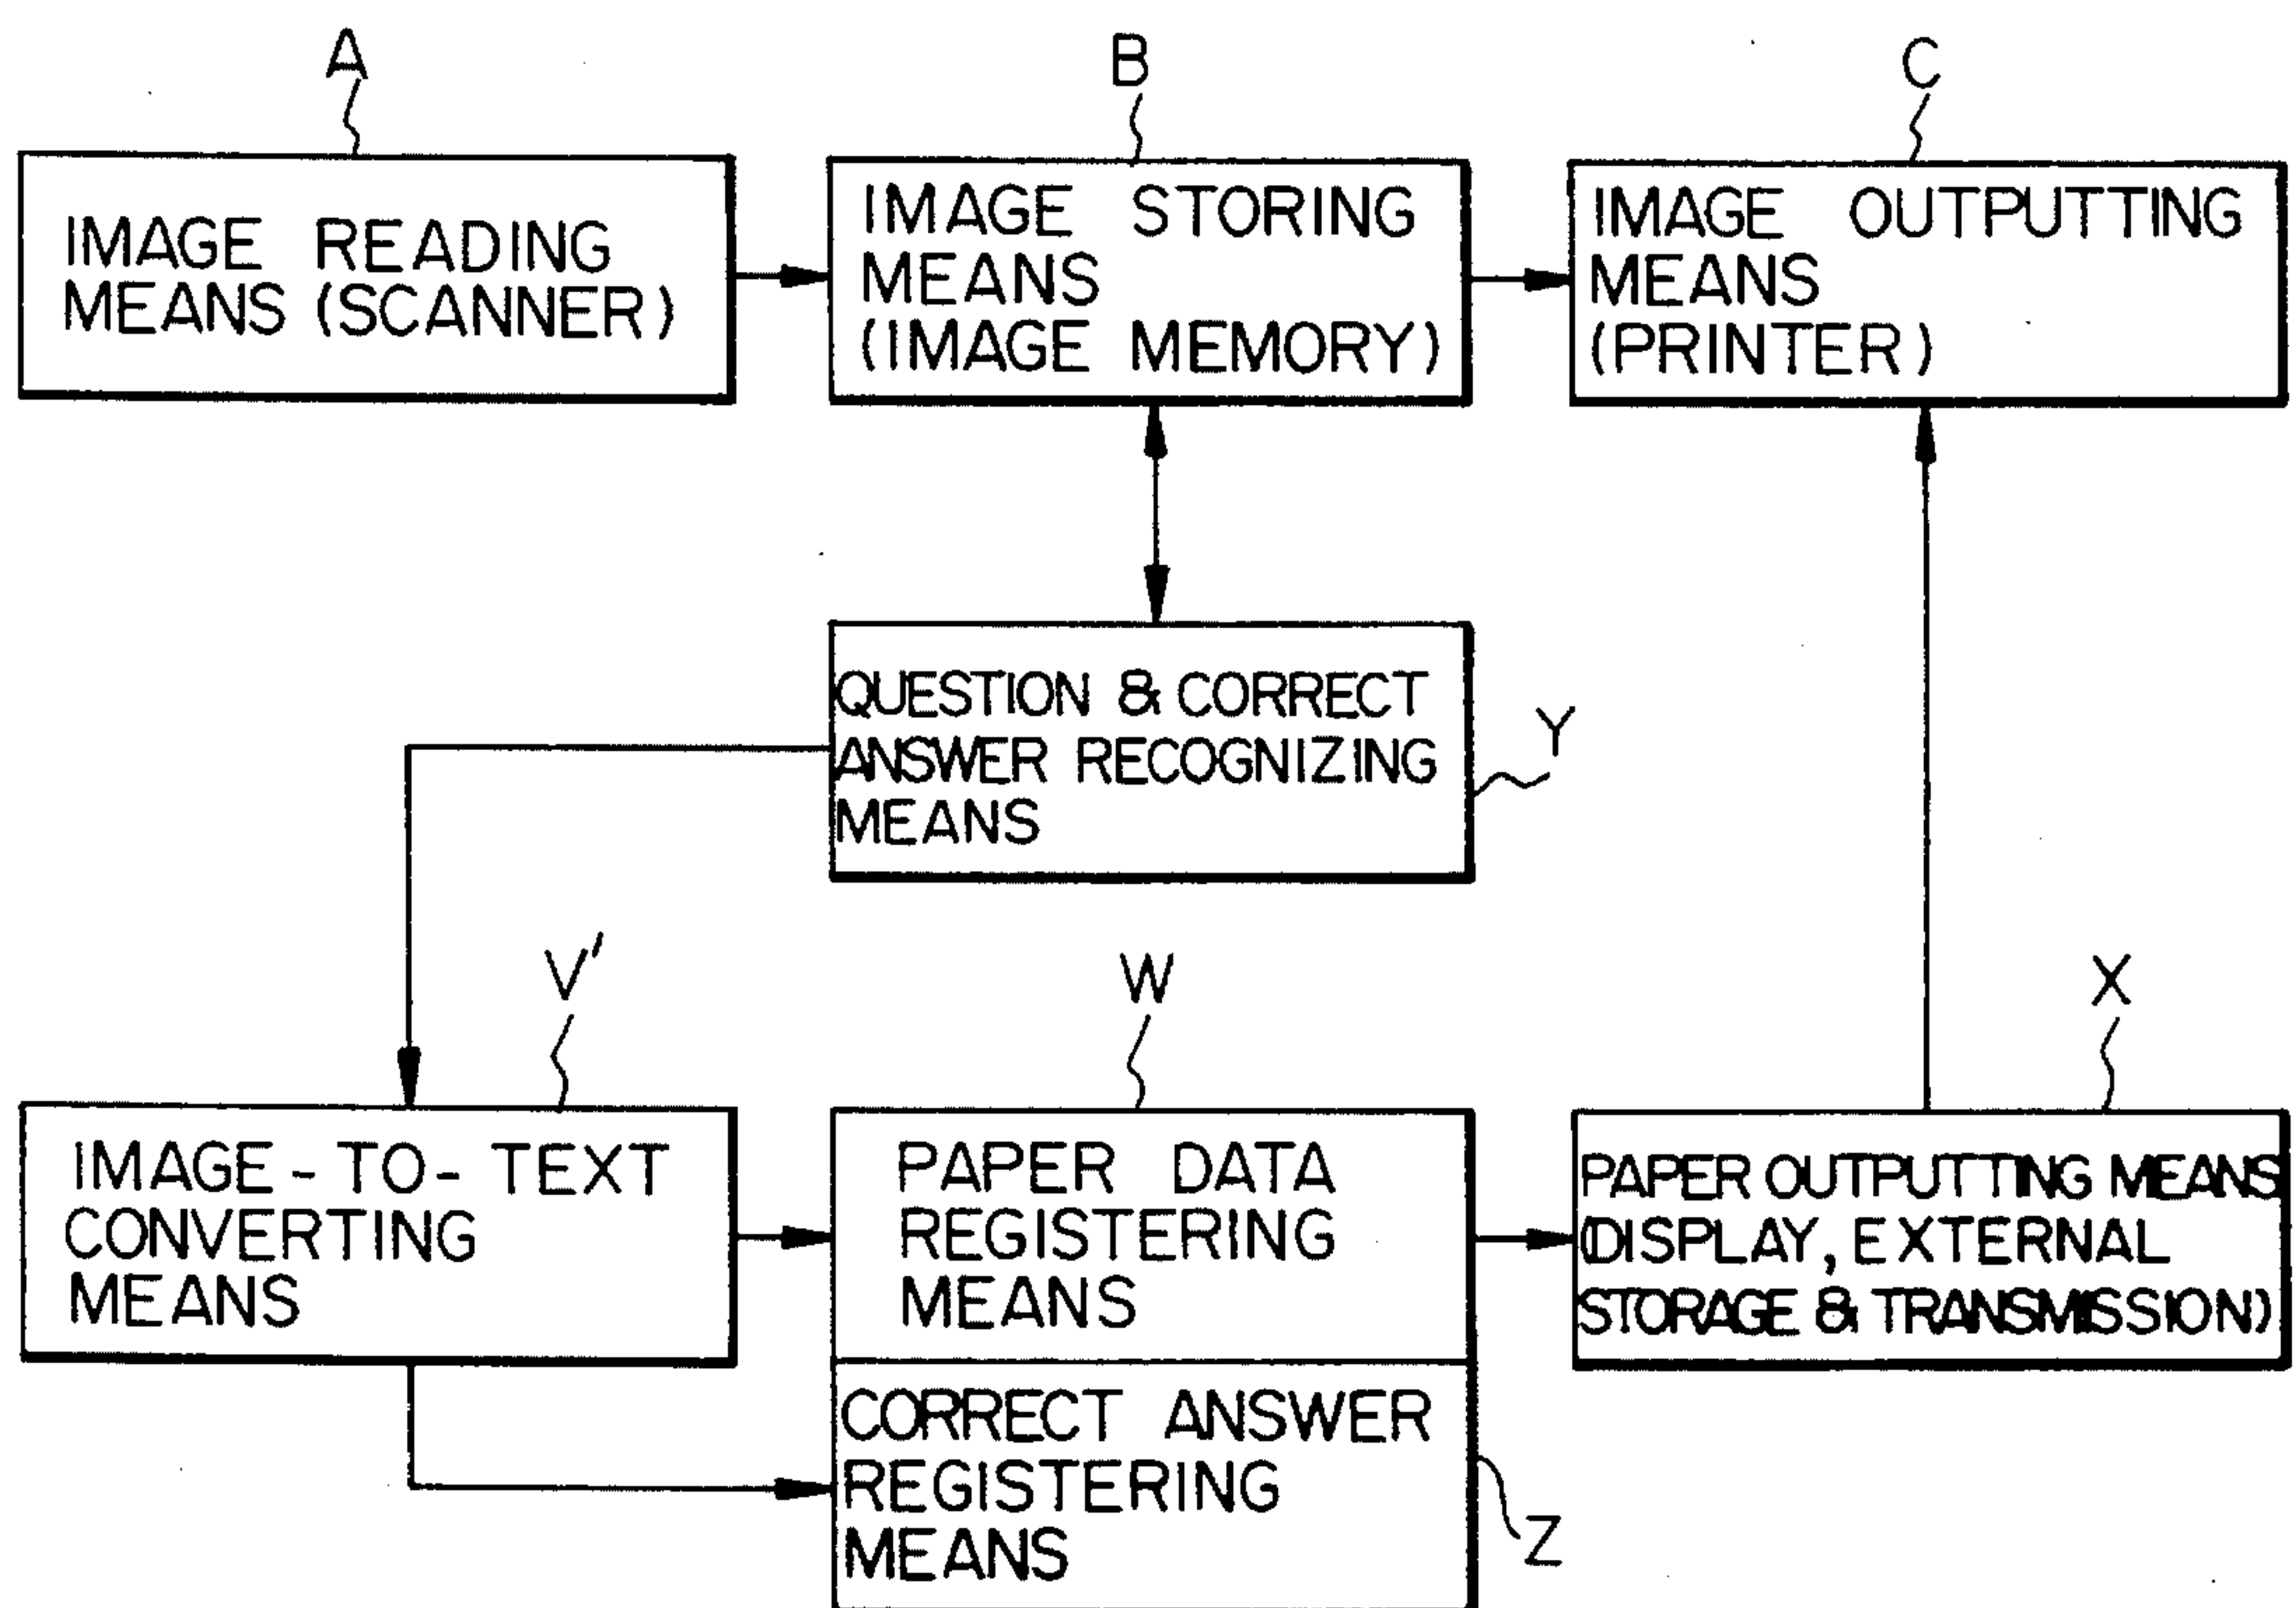 A
B
C
IMAGE READING
MEANS (SCANNER)
IMAGE STORING
MEANS
(IMAGE MEMORY)
IMAGE OUTPUTTING
MEANS
(PRINTER)
QUESTION & CORRECT
ANSWER RECOGNIZING
MEANS
Y
V'
W
X
IMAGE-TO-TEXT
CONVERTING
MEANS
PAPER DATA
REGISTERING
MEANS
PAPER OUTPUTTING MEANS
(DISPLAY, EXTERNAL
STORAGE & TRANSMISSION)
CORRECT ANSWER
REGISTERING
MEANS
Z